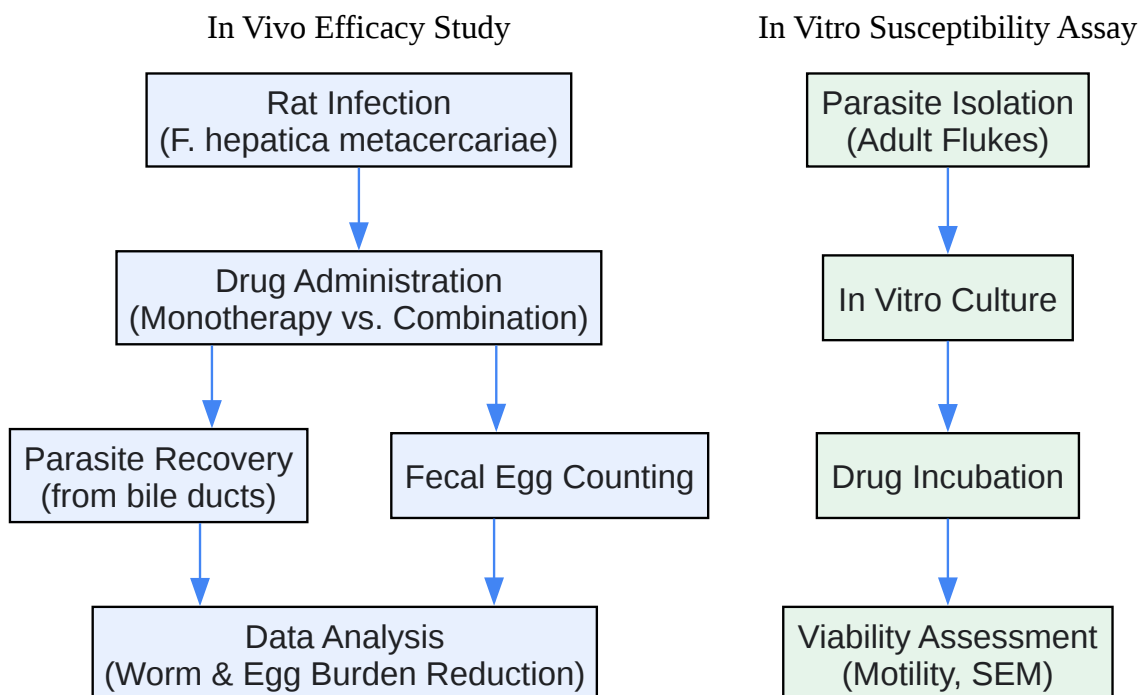 In Vivo Efficacy Study
Rat Infection
(F. hepatica metacercariae)
Drug Administration
(Monotherapy vs. Combination)
Parasite Recovery
(from bile ducts)
Fecal Egg Counting
Data Analysis
(Worm & Egg Burden Reduction)
In Vitro Susceptibility Assay
Parasite Isolation
(Adult Flukes)
In Vitro Culture
Drug Incubation
Viability Assessment
(Motility, SEM)